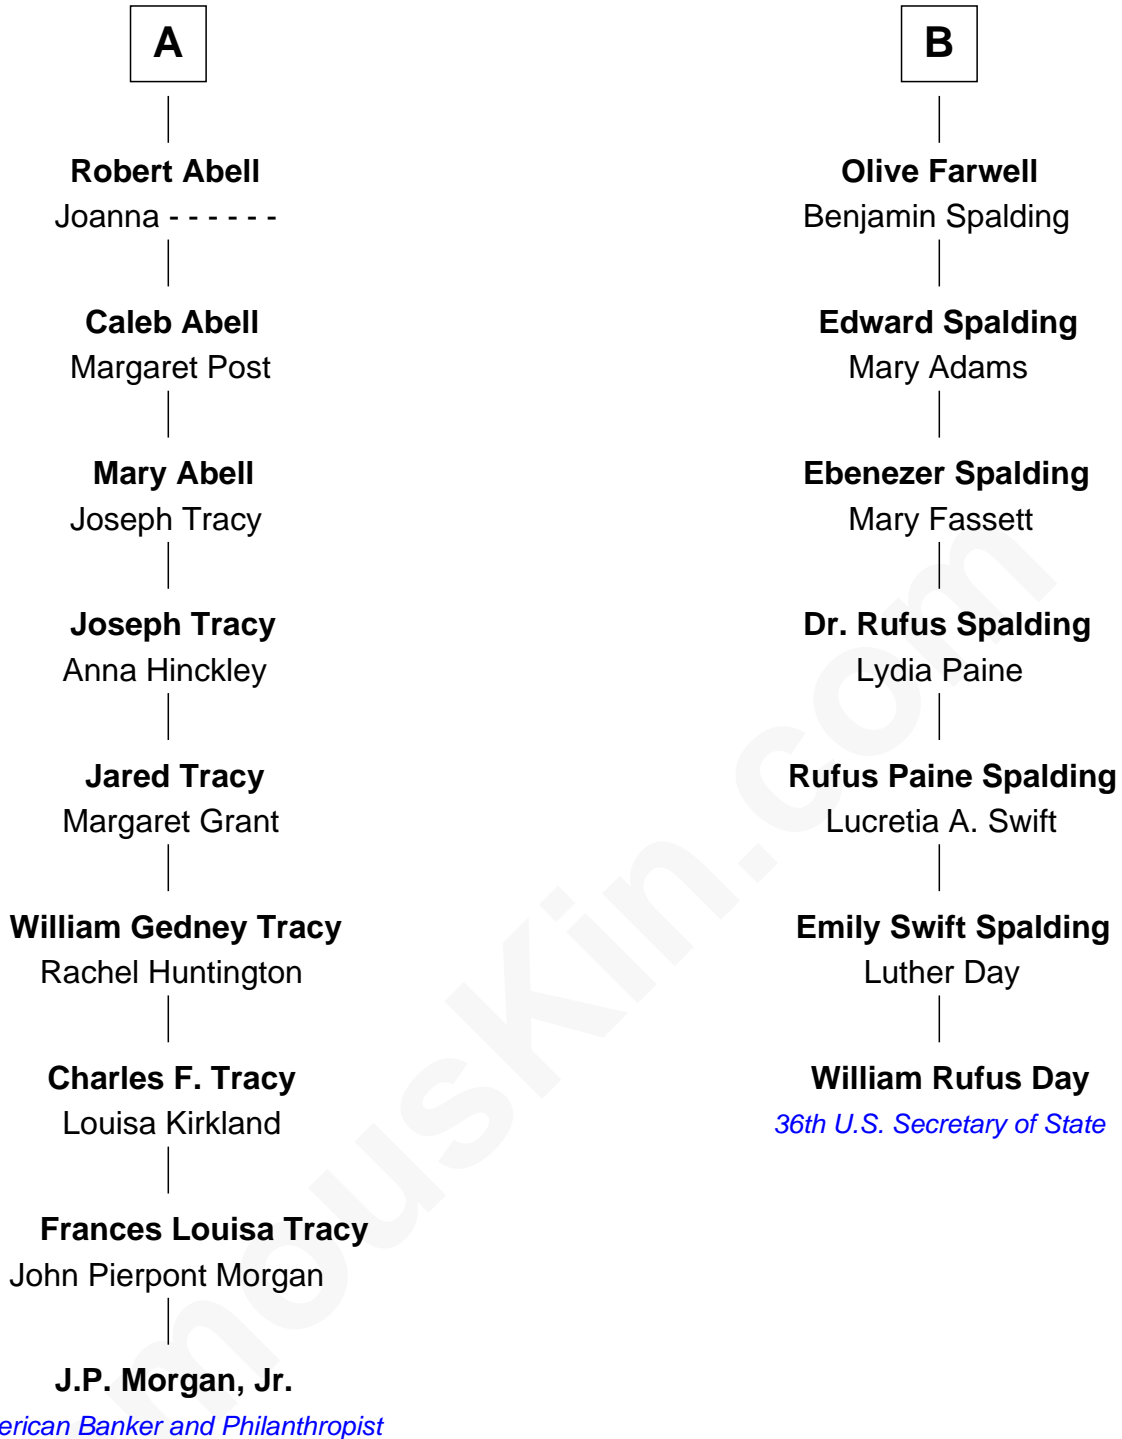 A
Robert Abell
Joanna - - - - - -
Caleb Abell
Margaret Post
Mary Abell
Joseph Tracy
Joseph Tracy
Anna Hinckley
Jared Tracy
Margaret Grant
William Gedney Tracy
Rachel Huntington
Charles F. Tracy
Louisa Kirkland
Frances Louisa Tracy
John Pierpont Morgan
J.P. Morgan, Jr.
erican Banker and Philanthropist
B
Olive Farwell
Benjamin Spalding
Edward Spalding
Mary Adams
Ebenezer Spalding
Mary Fassett
Dr. Rufus Spalding
Lydia Paine
Rufus Paine Spalding
Lucretia A. Swift
Emily Swift Spalding
Luther Day
William Rufus Day
36th U.S. Secretary of State
mousKin.com